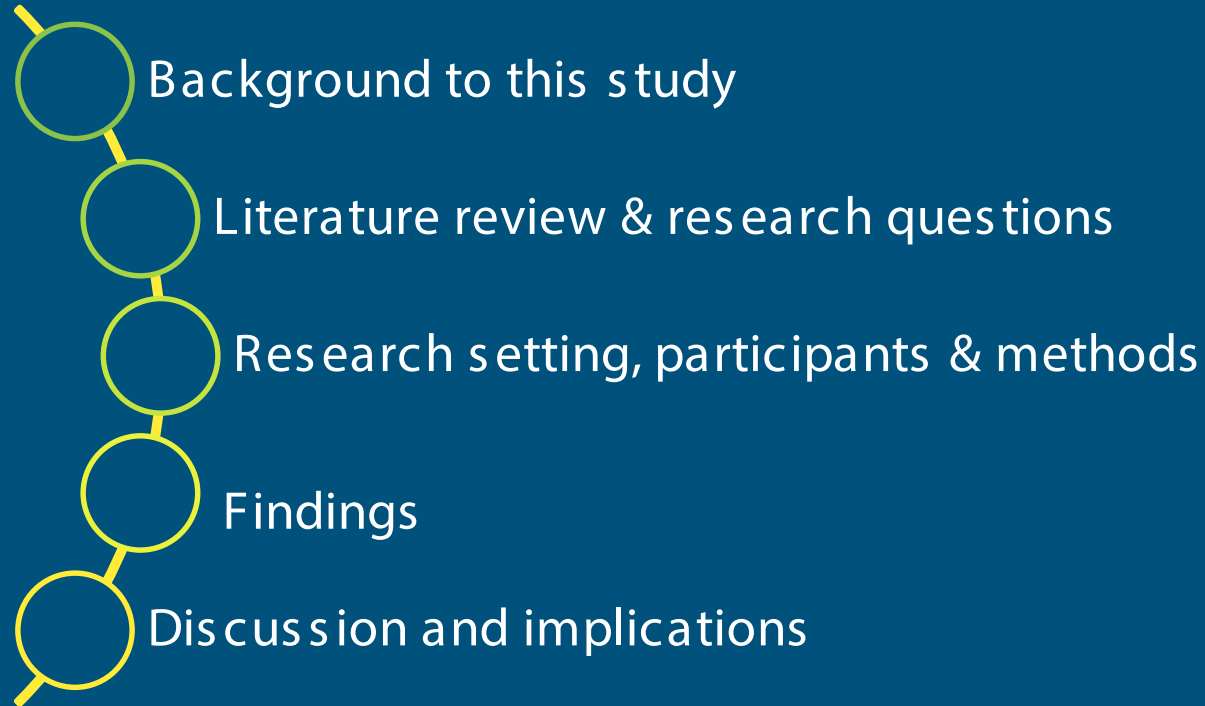 Background to this study
Literature review & research questions
Research setting, participants & methods
Findings
Discussion and implications